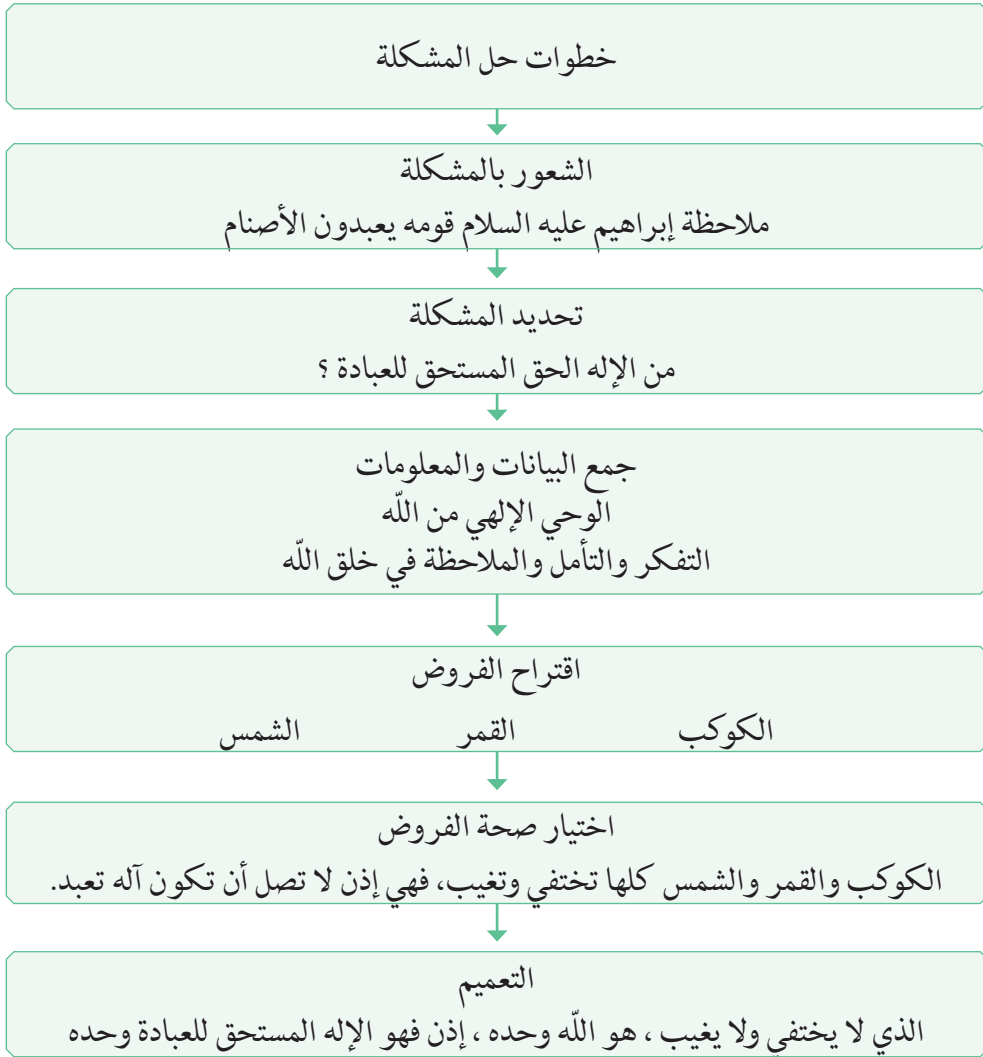 خطوات حل المشكلة
الشعور بالمشكلة
ملاحظة إبراهيم عليه السلام قومه يعبدون الأصنام
تحديد المشكلة
من الإله الحق المستحق للعبادة ؟
جمع البيانات والمعلومات
الوحي الإلهي من اللّه
التفكر والتأمل والملاحظة في خلق اللّه
اقتراح الفروض
الكوكب القمر الشمس
اختيار صحة الفروض
الكوكب والقمر والشمس كلها تختفي وتغيب، فهي إذن لا تصل أن تكون آله تعبد.
التعميم
الذي لا يختفي ولا يغيب ، هو اللّه وحده ، إذن فهو الإله المستحق للعبادة وحده